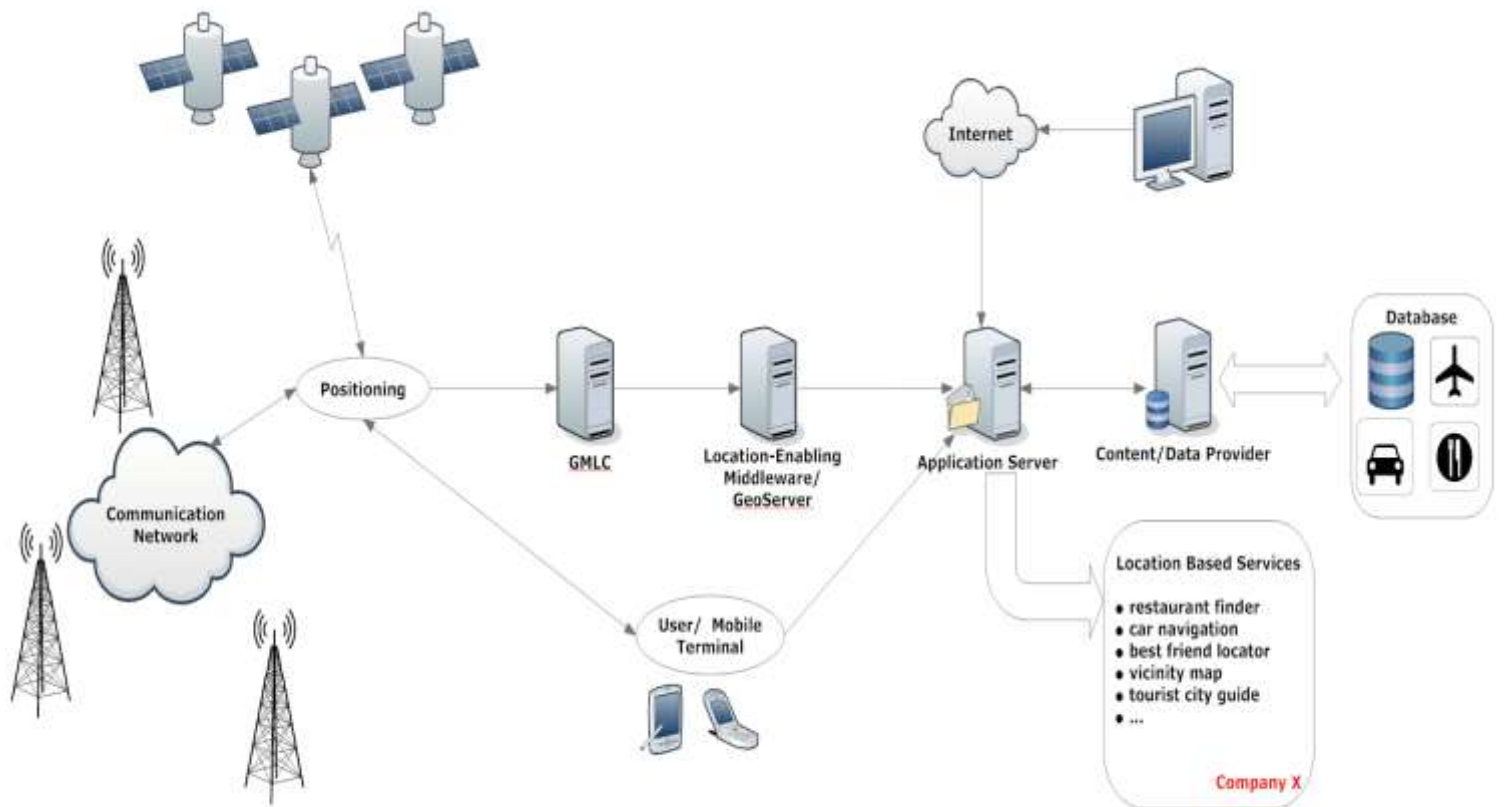 Internet
Database
Positioning
GMLC
Location-Enabling
Middleware/
GeoServer
Application Server
Content/Data Provider
Communication
Network
User/ Mobile
Terminal
Location Based Services
● restaurant finder
● car navigation
● best friend locator
● vicinity map
● tourist city guide
● ...
Company X